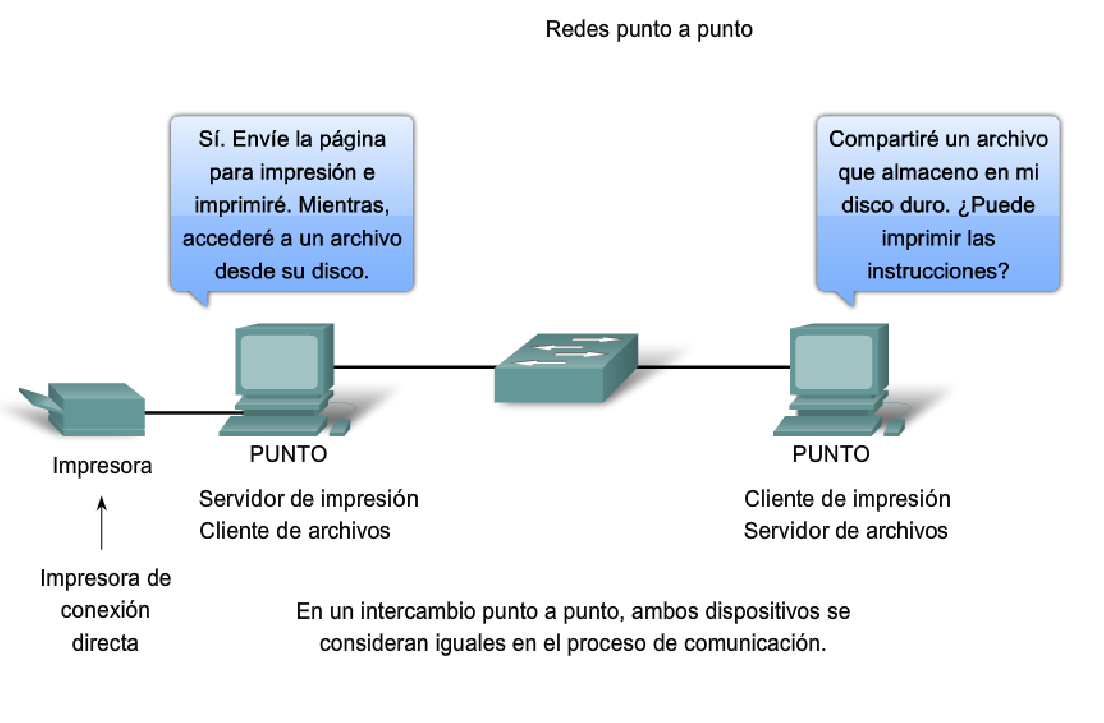 Redes punto a punto
Sí. Envíe la página
para impresión e
imprimiré. Mientras,
accederé a un archivo
desde su disco.
Compartiré un archivo
que almaceno en mi
disco duro. ¿Puede
imprimir las
instrucciones?
Impresora
PUNTO
PUNTO
Servidor de impresión
Cliente de archivos
Cliente de impresión
Servidor de archivos
Impresora de
conexión
directa
En un intercambio punto a punto, ambos dispositivos se
consideran iguales en el proceso de comunicación.